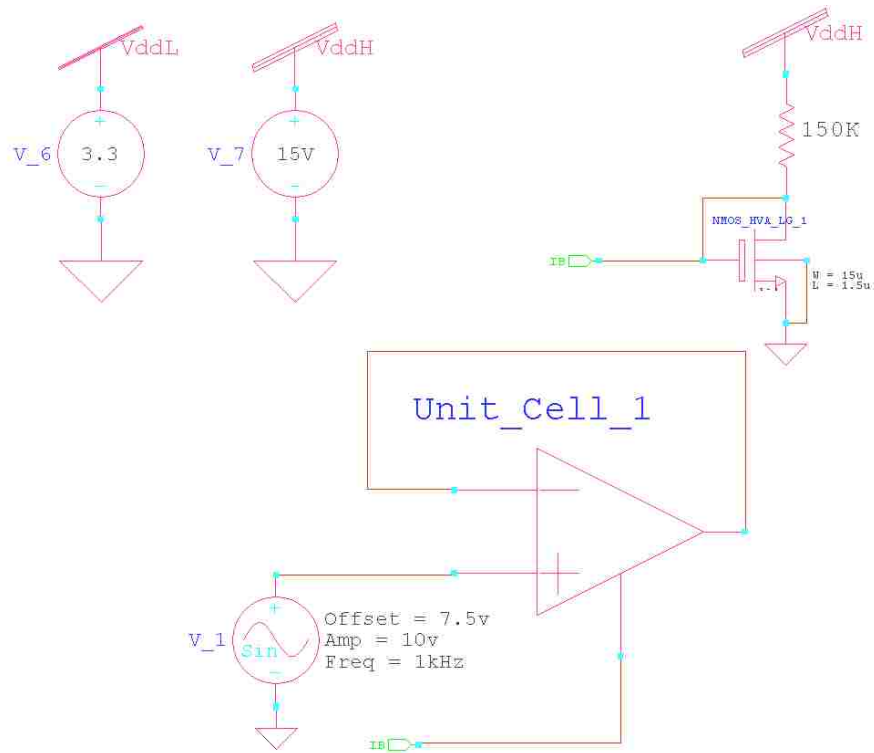 VddL
VddH
VddH
V_6
3.3
V_7
15V
150K
NMOS_HVA_LG_1
IB
W = 15u
L = 1.5u
Unit_Cell_1
V_1
Sin
Offset = 7.5v
Amp = 10v
Freq = 1kHz
IB